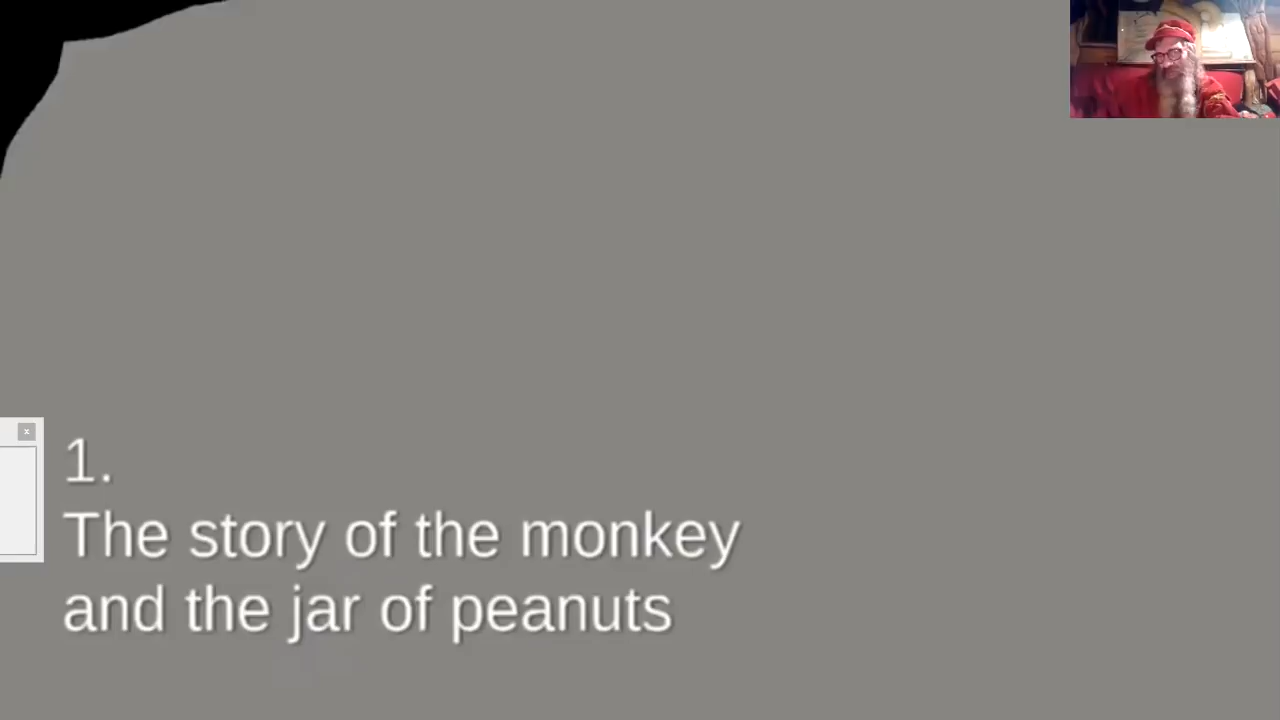 1.
The story of the monkey
and the jar of peanuts